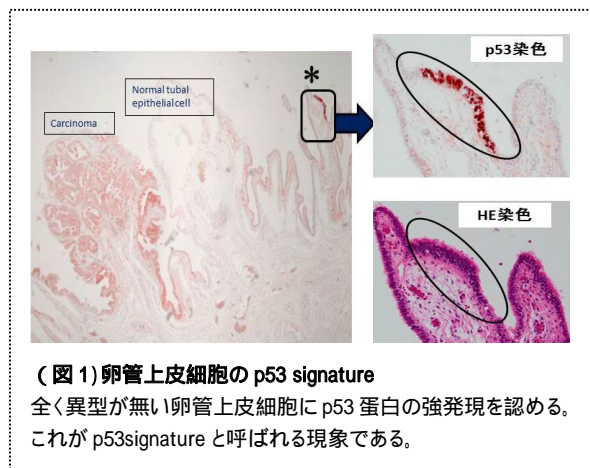 p53染色
*
Normal tubal
epithelialcell
Carcinoma
HE染色
(図1)卵管上皮細胞の p53 signature
全く異型が無い卵管上皮細胞に p53 蛋白の強発現を認める。
これが p53signature と呼ばれる現象である。